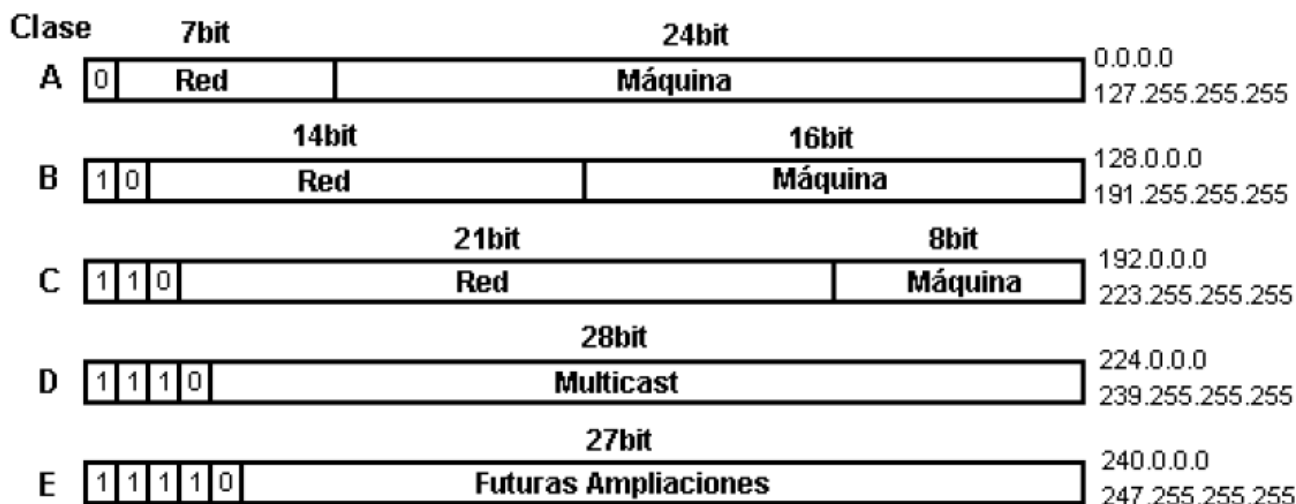 Clase 7bit 24bit
A 0 Red Máquina 0.0.0.0
127.255.255.255
14bit 16bit
B 1 0 Red Máquina 128.0.0.0
191.255.255.255
21bit 8bit
C 1 1 0 Red Máquina 192.0.0.0
223.255.255.255
28bit
D 1 1 1 0 Multicast 224.0.0.0
239.255.255.255
27bit
E 1 1 1 1 0 Futuras Ampliaciones 240.0.0.0
247.255.255.255